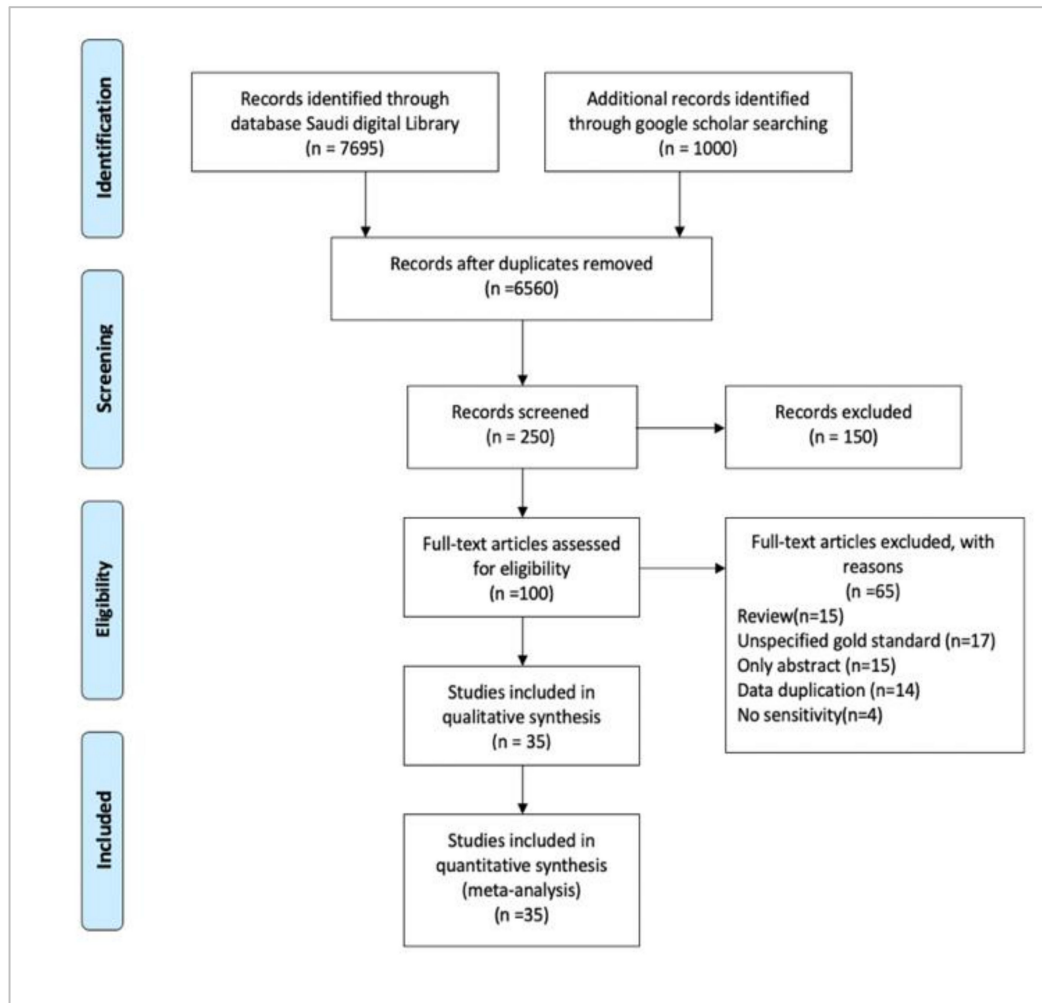 Identification
Records identified through
database Saudi digital Library
(n = 7695)
Additional records identified
through google scholar searching
(n = 1000)
Records after duplicates removed
(n =6560)
Screening
Records screened
(n = 250)
Records excluded
(n = 150)
Eligibility
Full-text articles assessed
for eligibility
(n =100)
Full-text articles excluded, with
reasons
(n =65)
Review(n=15)
Unspecified gold standard (n=17)
Only abstract (n=15)
Data duplication (n=14)
No sensitivity(n=4)
Studies included in
qualitative synthesis
(n = 35)
Included
Studies included in
quantitative synthesis
(meta-analysis)
(n =35)